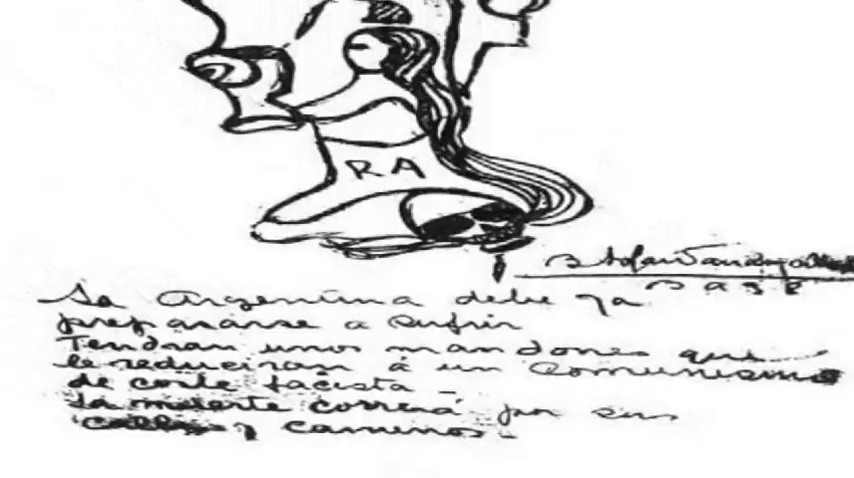 RA
La Argentina debe ya
prepararse a sufrir
Tendran unos mandones que
le reduciran á un Comunismo
de corte facista
La muerte correrá por sus
calles y caminos.